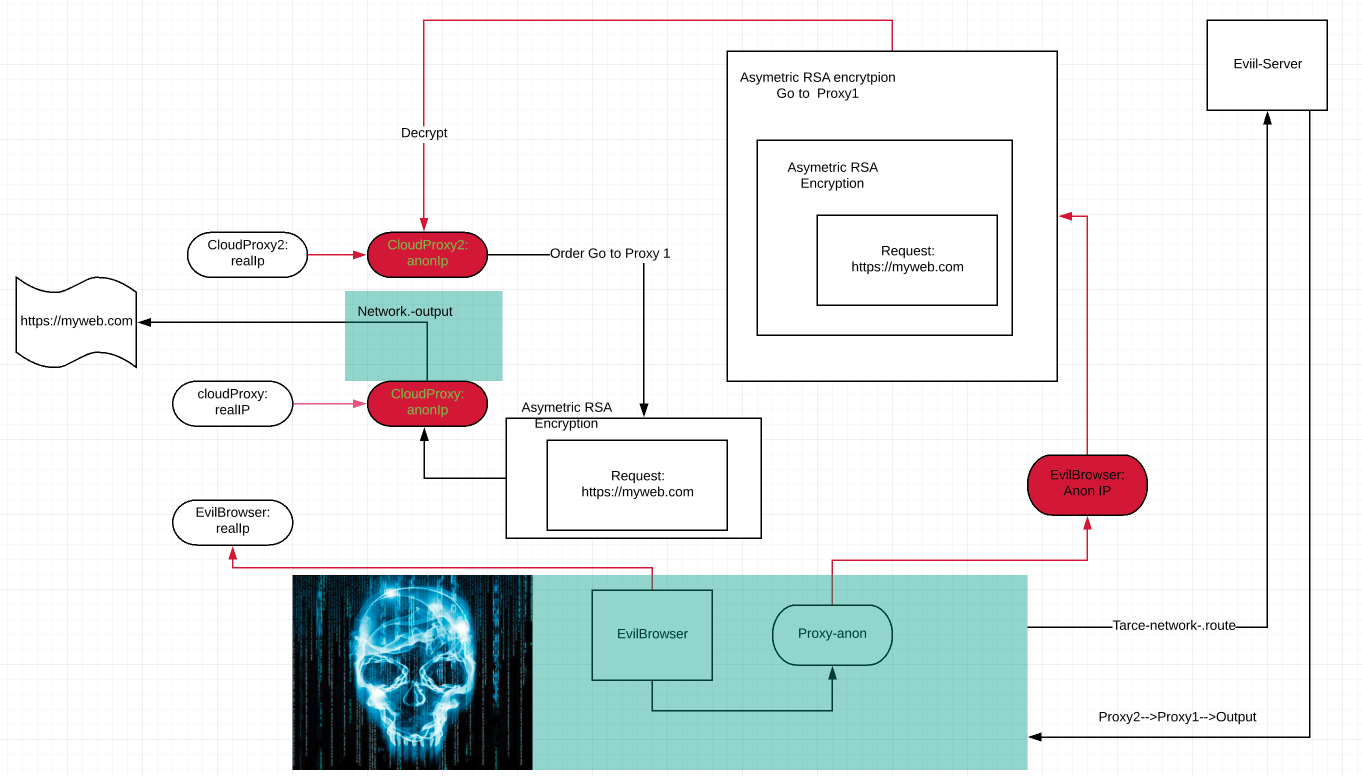 Asymetric RSA encrytpion
Go to Proxy1
Eviil-Server
Decrypt
Asymetric RSA
Encryption
CloudProxy2:
realIp
CloudProxy2:
anonIp
Order Go to Proxy 1
Request:
https://myweb.com
Network.-output
https://myweb.com
cloudProxy:
realIP
CloudProxy:
anonIp
Asymetric RSA
Encryption
Request:
https://myweb.com
EvilBrowser:
Anon IP
EvilBrowser:
realIp
EvilBrowser
Proxy-anon
Tarce-network-.route
Proxy2-->Proxy1-->Output